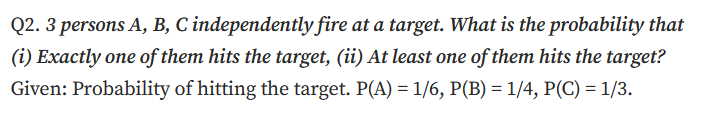 Q2. 3 persons A, B, C independently fire at a target. What is the probability that
(i) Exactly one of them hits the target, (ii) At least one of them hits the target?
Given: Probability of hitting the target. P(A) = 1/6, P(B) = 1/4, P(C) = 1/3.